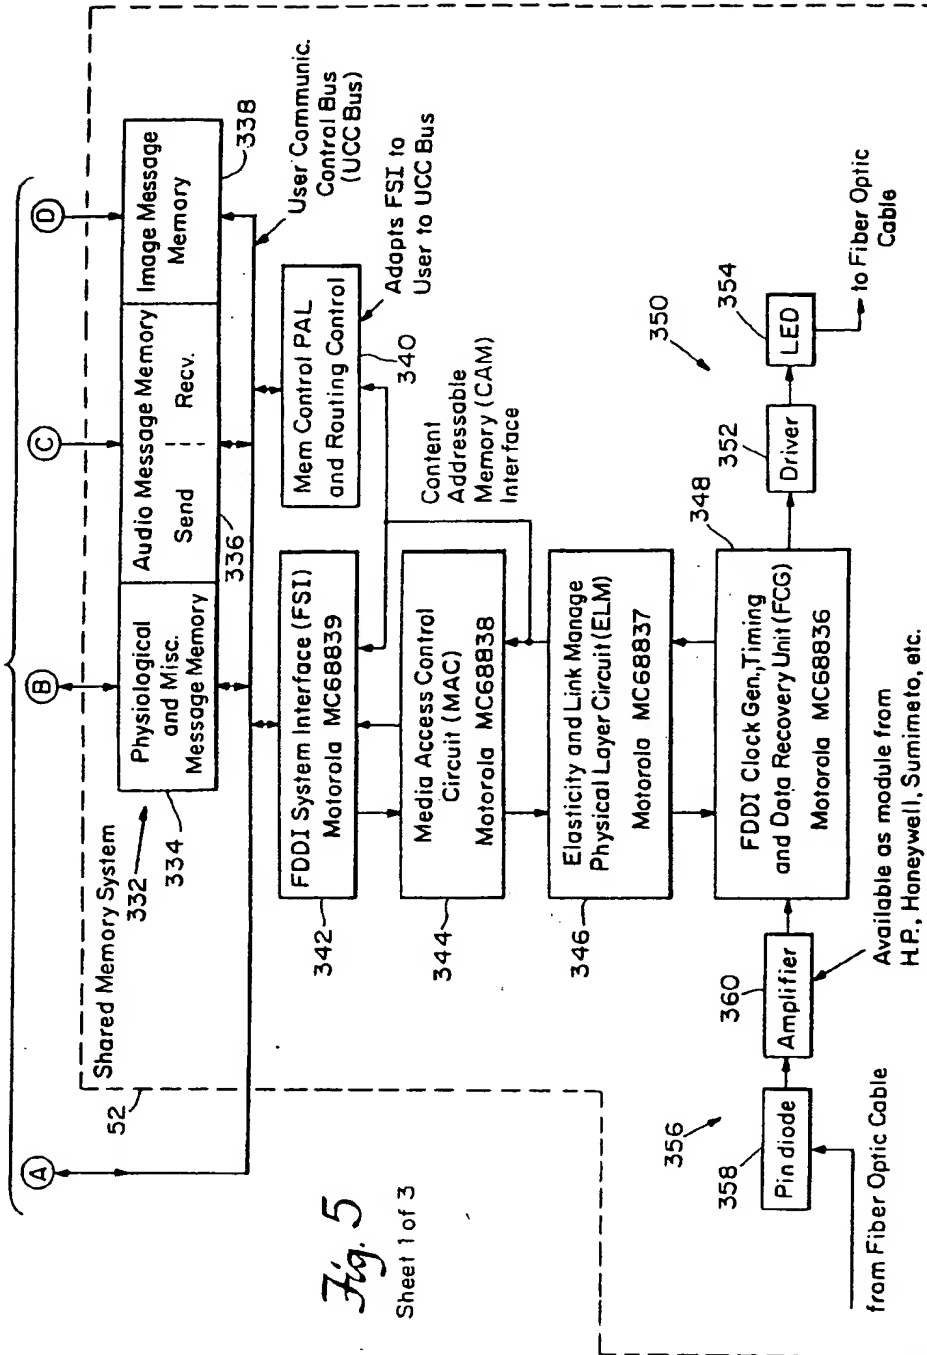 A
B
C
D
52
Shared Memory System
332
334
Physiological
and Misc.
Message Memory
Audio Message Memory
Send
Recv.
336
Image Message
Memory
338
User Communic.
Control Bus
(UCC Bus)
342
FDDI System Interface (FSI)
Motorola MC68839
Mem Control PAL
and Routing Control
340
Adapts FSI to
User to UCC Bus
344
Media Access Control
Circuit (MAC)
Motorola MC68838
Content
Addressable
Memory (CAM)
Interface
346
Elasticity and Link Manage
Physical Layer Circuit (ELM)
Motorola MC68837
348
FDDI Clock Gen., Timing
and Data Recovery Unit (FCG)
Motorola MC68836
350
352
Driver
354
LED
to Fiber Optic
Cable
356
358
Pin diode
360
Amplifier
from Fiber Optic Cable
Available as module from
H.P., Honeywell, Sumimeto, etc.
Fig. 5
Sheet 1 of 3